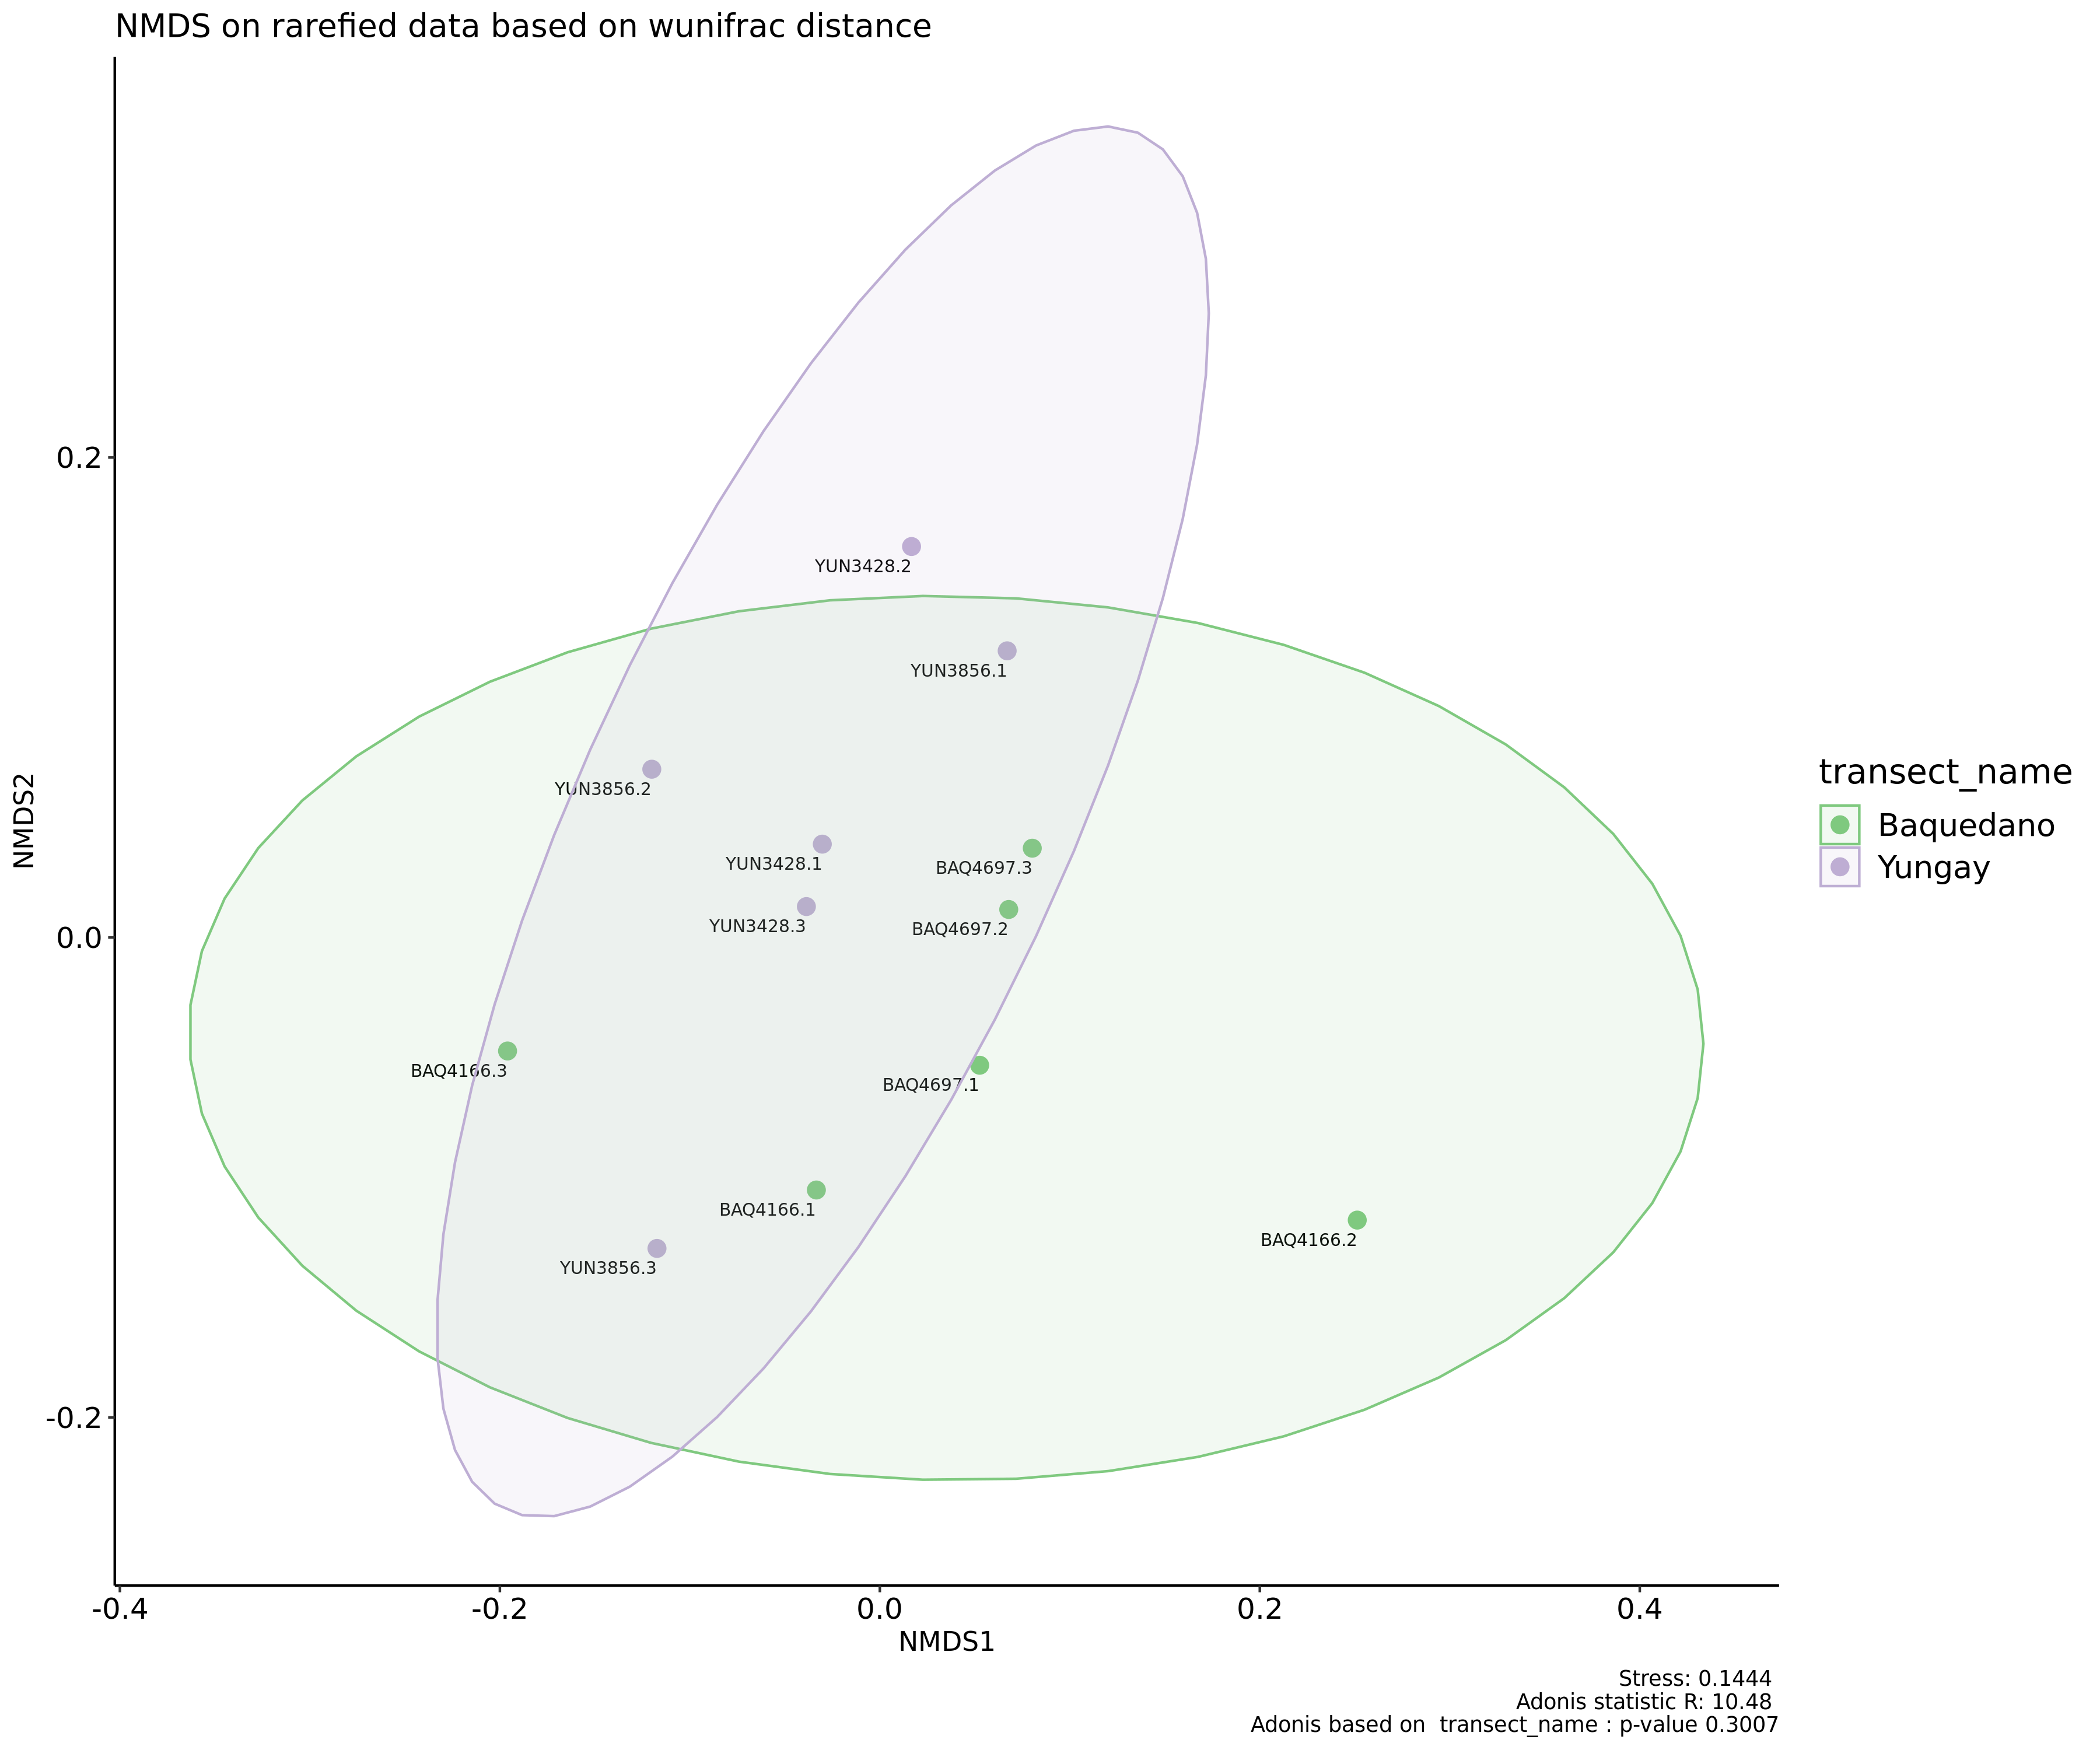 NMDS on rarefied data based on wunifrac distance
NMDS2
0.2
0.0
-0.2
YUN3428.2
YUN3856.1
YUN3856.2
YUN3428.1
BAQ4697.3
YUN3428.3
BAQ4697.2
BAQ4166.3
BAQ4697.1
BAQ4166.1
BAQ4166.2
YUN3856.3
transect_name
Baquedano
Yungay
-0.4
-0.2
0.0
0.2
0.4
NMDS1
Stress: 0.1444
Adonis statistic R: 10.48
Adonis based on  transect_name : p-value 0.3007